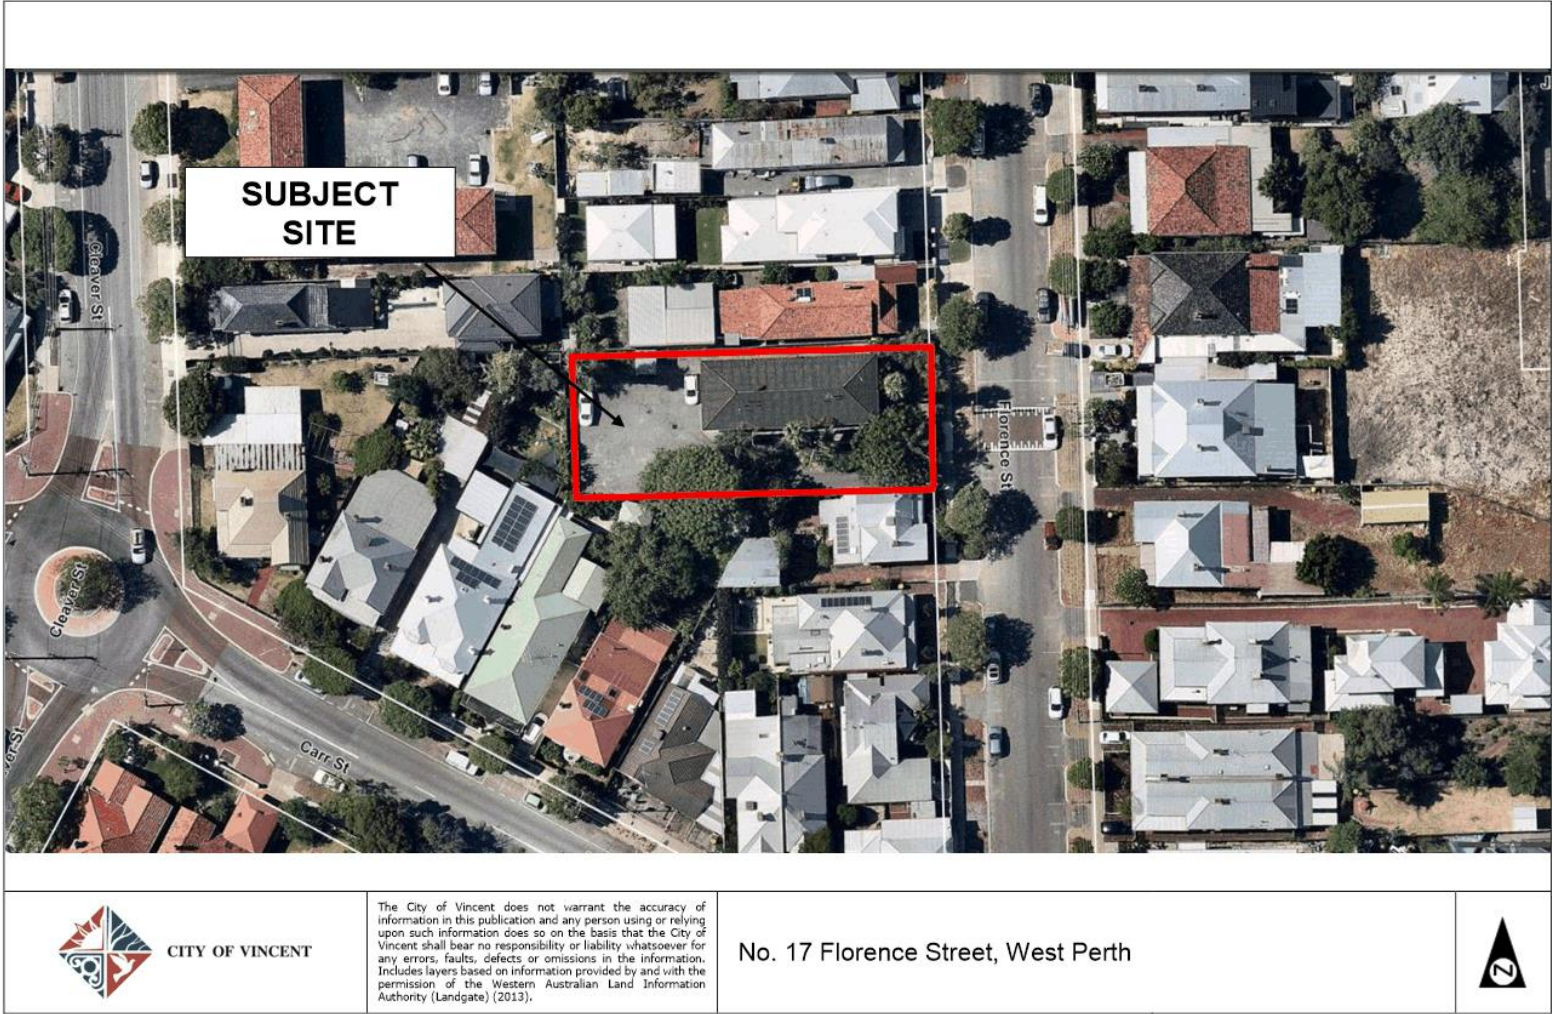 SUBJECT
SITE
Cleaver St
Florence St
Cleaver St
Carr St
ver St
CITY OF VINCENT
The City of Vincent does not warrant the accuracy of
information in this publication and any person using or relying
upon such information does so on the basis that the City of
Vincent shall bear no responsibility or liability whatsoever for
any errors, faults, defects or omissions in the information.
Includes layers based on information provided by and with the
permission of the Western Australian Land Information
Authority (Landgate) (2013).
No. 17 Florence Street, West Perth
N